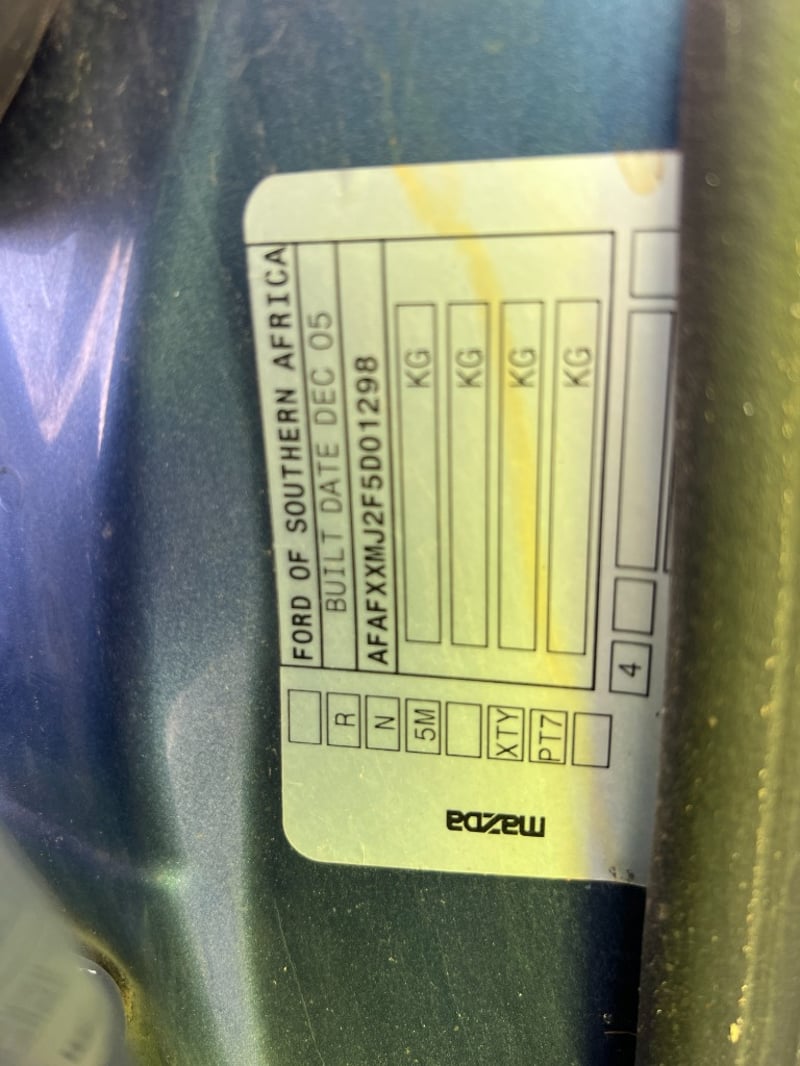 FORD OF SOUTHERN AFRICA
BUILT DATE DEC 05
AFAFXXMJ2F5D01298
KG
KG
KG
KG
R
N
5M
XTY
PT7
4
mazda